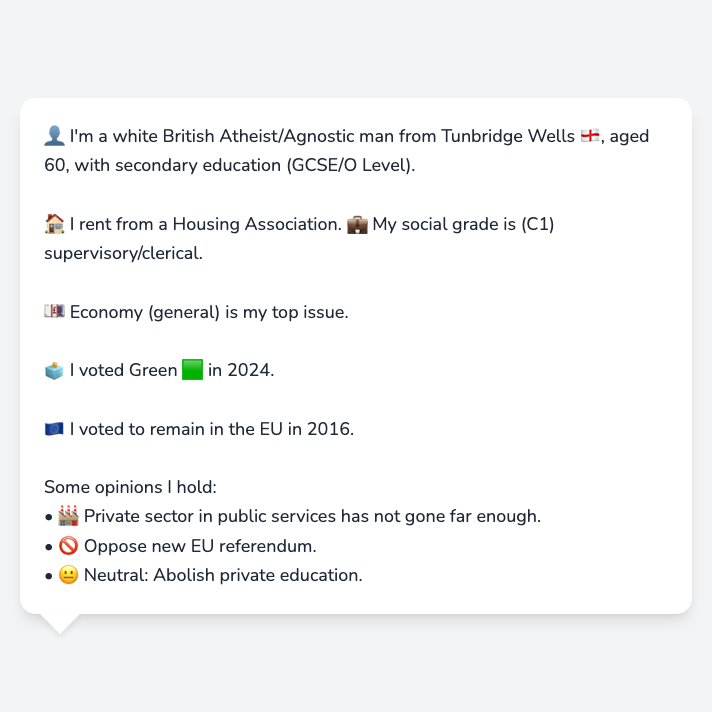 👤 I'm a white British Atheist/Agnostic man from Tunbridge Wells 🏴󠁧󠁢󠁥󠁮󠁧󠁿, aged
60, with secondary education (GCSE/O Level).
🏠 I rent from a Housing Association. 💼 My social grade is (C1)
supervisory/clerical.
💷 Economy (general) is my top issue.
🗳️ I voted Green 🟩 in 2024.
🇪🇺 I voted to remain in the EU in 2016.
Some opinions I hold:
• 🏭 Private sector in public services has not gone far enough.
• 🚫 Oppose new EU referendum.
• 😐 Neutral: Abolish private education.